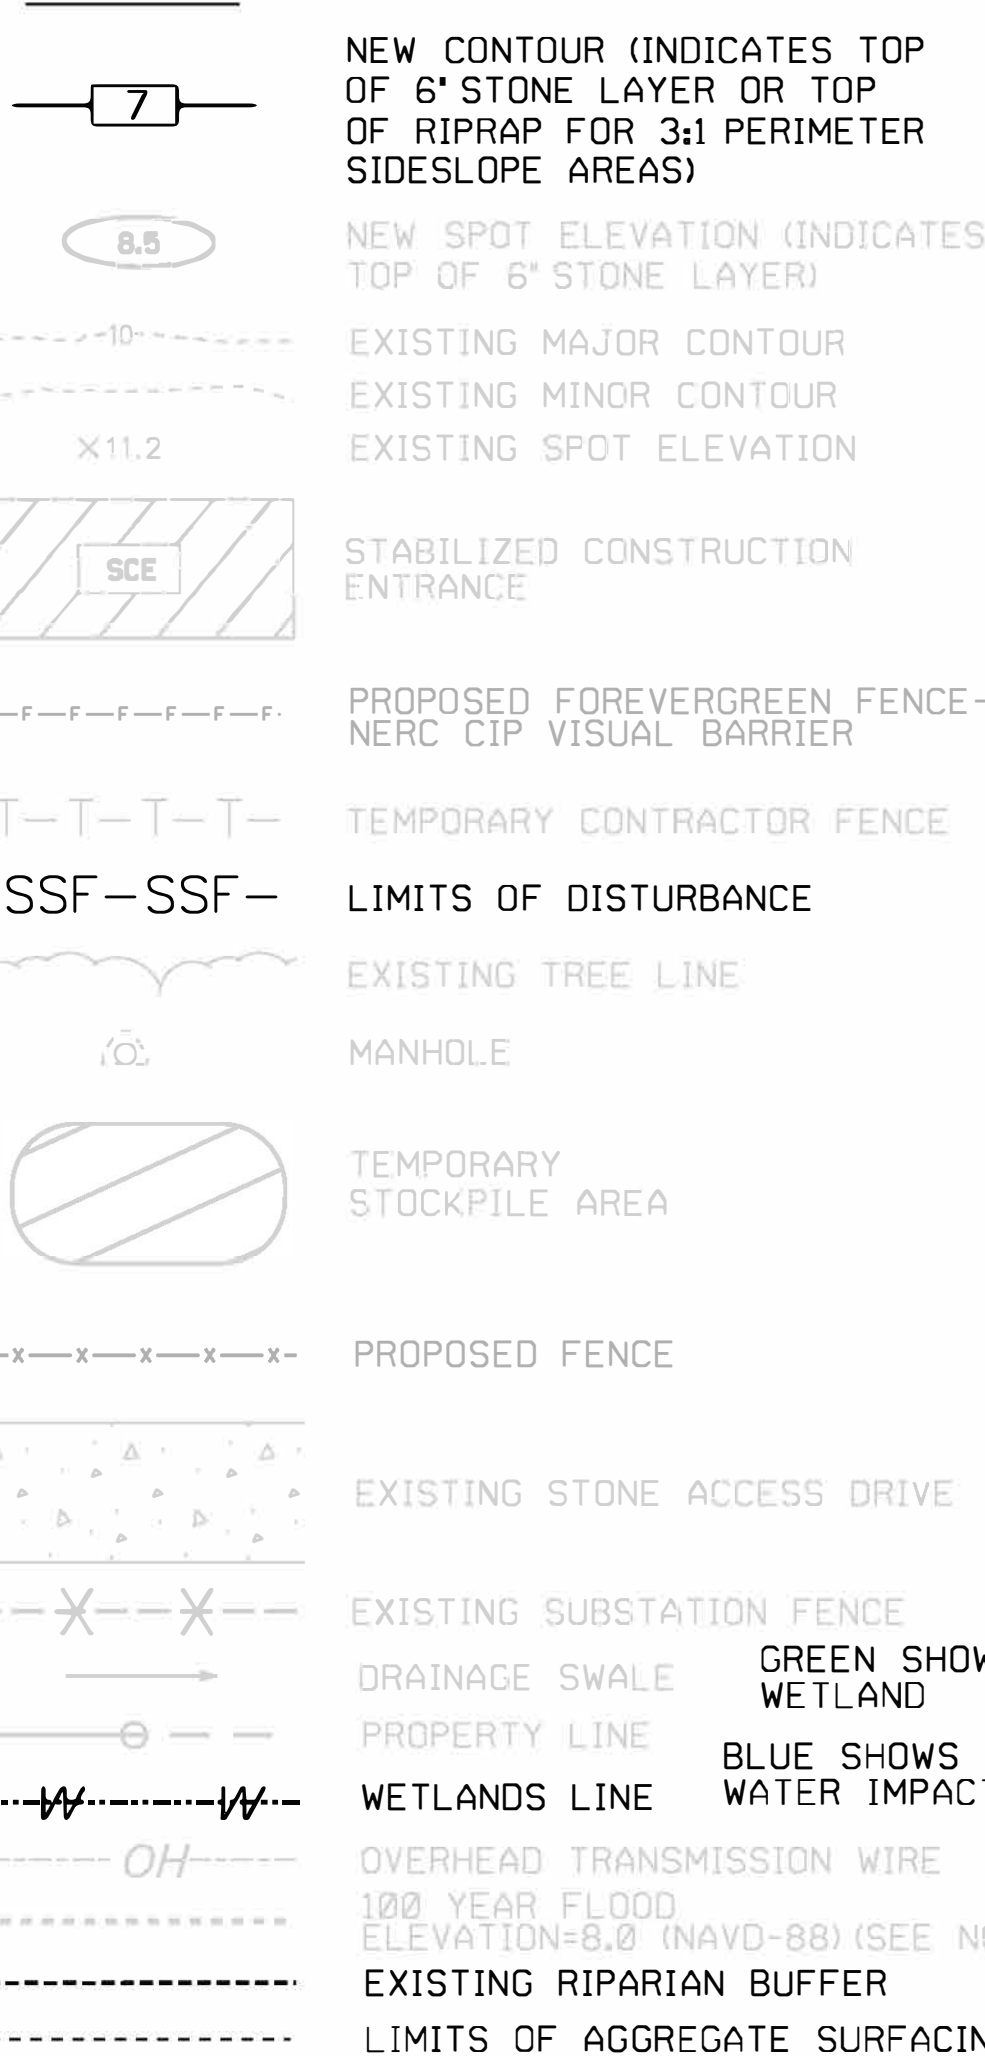 NEW CONTOUR (INDICATES TOP
OF 6" STONE LAYER OR TOP
7
OF RIPRAP FOR 3:1 PERIMETER
SIDESLOPE AREAS)
8.5
NEW SPOT ELEVATION (INDICATES
TOP OF 6" STONE LAYER)
10 EXISTING MAJOR CONTOUR
EXISTING MINOR CONTOUR
×11.2 EXISTING SPOT ELEVATION
SCE
STABILIZED CONSTRUCTION
ENTRANCE
—F—F—F—F—F—F-
PROPOSED FOREVERGREEN FENCE-
NERC CIP VISUAL BARRIER
T—T—T—T— TEMPORARY CONTRACTOR FENCE
SSF—SSF— LIMITS OF DISTURBANCE
EXISTING TREE LINE
MANHOLE
TEMPORARY
STOCKPILE AREA
-X—X—X—X—X- PROPOSED FENCE
EXISTING STONE ACCESS DRIVE
EXISTING SUBSTATION FENCE
GREEN
WETLAND
DRAINAGE SWALE
PROPERTY LINE
BLUE SHOWS
WATER
W W WETLANDS LINE
OH OVERHEAD TRANSMISSION WIRE
100 YEAR FLOOD
ELEVATION=8.0 (NAVD-88) (SEE
EXISTING RIPARIAN BUFFER
LIMITS OF AGGREGATE